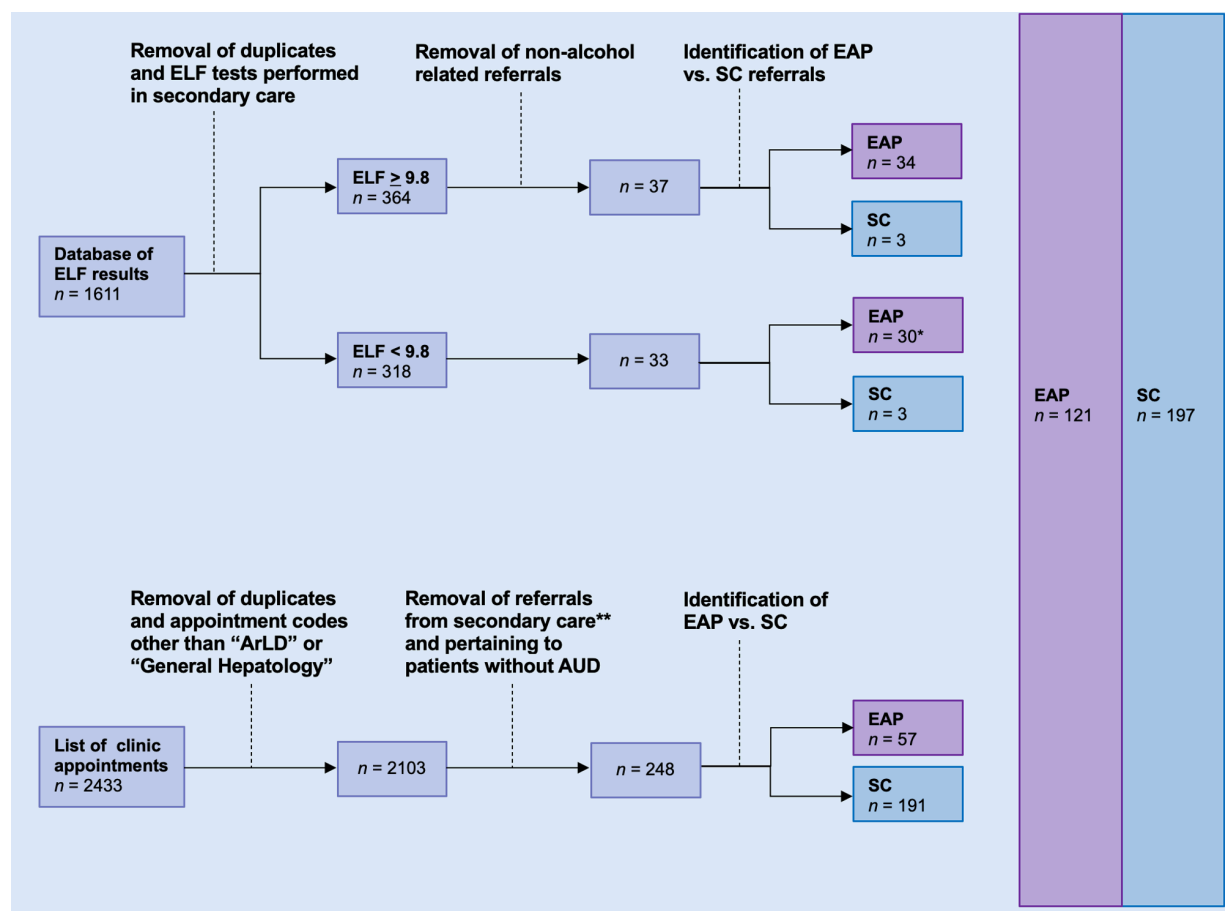 Removal of duplicates
and ELF tests performed
in secondary care
Removal of non-alcohol
related referrals
Identification of EAP
vs. SC referrals
Database of
ELF results
n = 1611
ELF ≥ 9.8
n = 364
n = 37
EAP
n = 34
SC
n = 3
ELF < 9.8
n = 318
n = 33
EAP
n = 30*
SC
n = 3
Removal of duplicates
and appointment codes
other than “ArLD” or
“General Hepatology”
Removal of referrals
from secondary care**
and pertaining to
patients without AUD
Identification of
EAP vs. SC
List of clinic
appointments
n = 2433
n = 2103
n = 248
EAP
n = 57
SC
n = 191
EAP
n = 121
SC
n = 197